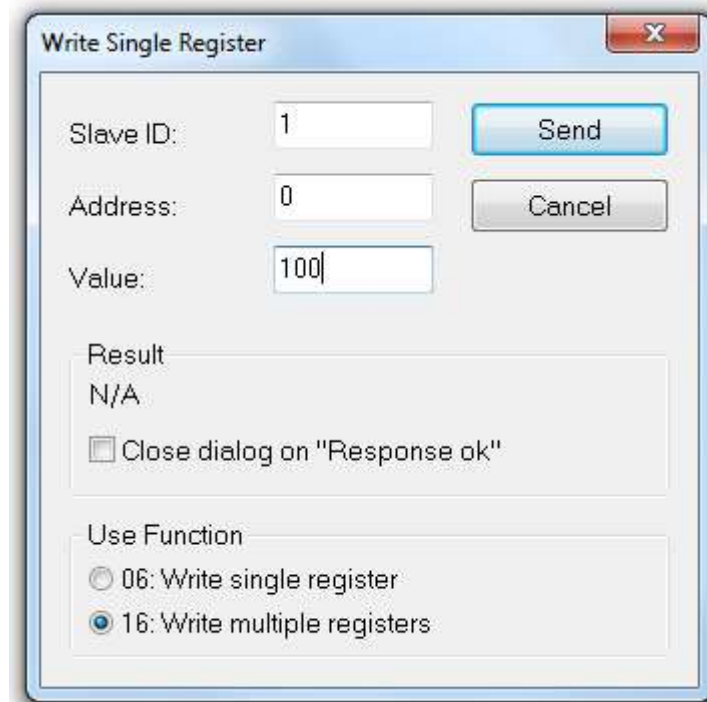 Write Single Register
Slave ID: 1 Send
Address: 0 Cancel
Value: 100
Result
N/A
Close dialog on "Response ok"
Use Function
06: Write single register
16: Write multiple registers